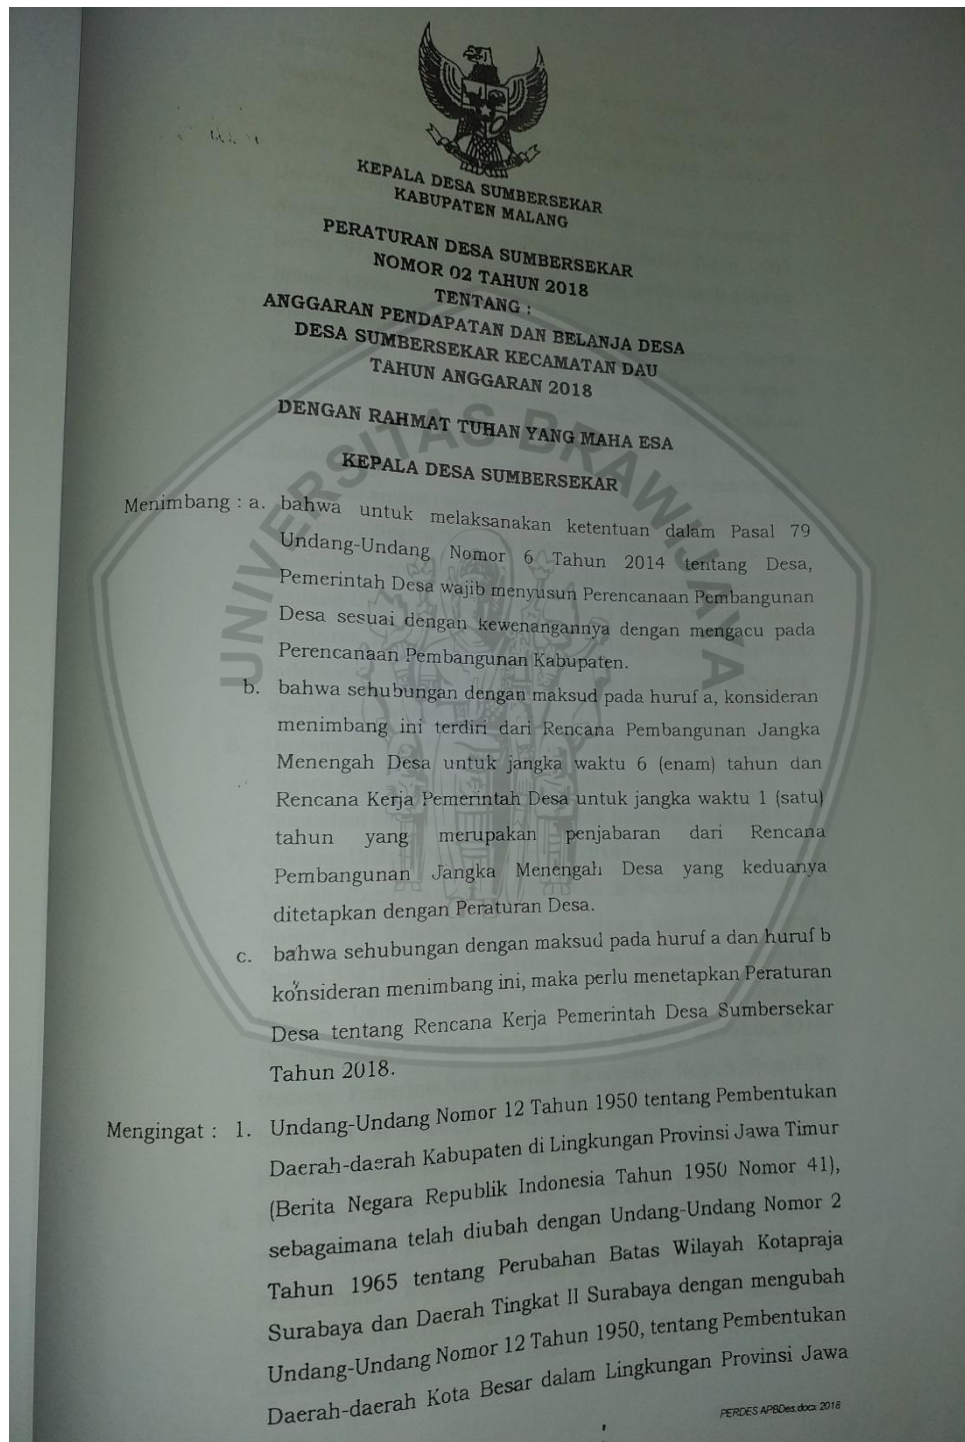 KEPALA DESA SUMBERSEKAR
KABUPATEN MALANG
PERATURAN DESA SUMBERSEKAR
NOMOR 02 TAHUN 2018
TENTANG :
ANGGARAN PENDAPATAN DAN BELANJA DESA
DESA SUMBERSEKAR KECAMATAN DAU
TAHUN ANGGARAN 2018
DENGAN RAHMAT TUHAN YANG MAHA ESA
KEPALA DESA SUMBERSEKAR
UNIVERSITAS BRAWIJAYA
Menimbang : a. bahwa untuk melaksanakan ketentuan dalam Pasal 79
Undang-Undang Nomor 6 Tahun 2014 tentang Desa,
Pemerintah Desa wajib menyusun Perencanaan Pembangunan
Desa sesuai dengan kewenangannya dengan mengacu pada
Perencanaan Pembangunan Kabupaten.
b. bahwa sehubungan dengan maksud pada huruf a, konsideran
menimbang ini terdiri dari Rencana Pembangunan Jangka
Menengah Desa untuk jangka waktu 6 (enam) tahun dan
Rencana Kerja Pemerintah Desa untuk jangka waktu 1 (satu)
tahun yang merupakan penjabaran dari Rencana
Pembangunan Jangka Menengah Desa yang keduanya
ditetapkan dengan Peraturan Desa.
c. bahwa sehubungan dengan maksud pada huruf a dan huruf b
konsideran menimbang ini, maka perlu menetapkan Peraturan
Desa tentang Rencana Kerja Pemerintah Desa Sumbersekar
Tahun 2018.
Mengingat : 1. Undang-Undang Nomor 12 Tahun 1950 tentang Pembentukan
Daerah-daerah Kabupaten di Lingkungan Provinsi Jawa Timur
(Berita Negara Republik Indonesia Tahun 1950 Nomor 41),
sebagaimana telah diubah dengan Undang-Undang Nomor 2
Tahun 1965 tentang Perubahan Batas Wilayah Kotapraja
Surabaya dan Daerah Tingkat II Surabaya dengan mengubah
Undang-Undang Nomor 12 Tahun 1950, tentang Pembentukan
Daerah-daerah Kota Besar dalam Lingkungan Provinsi Jawa
PERDES APBDes.docx 2018